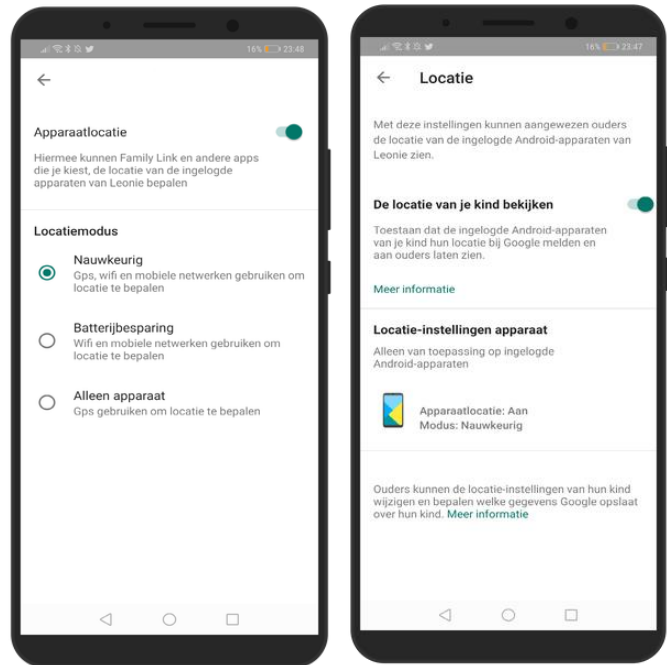 16% 23:48
Apparaatlocatie
Hiermee kunnen Family Link en andere apps
die je kiest, de locatie van de ingelogde
apparaten van Leonie bepalen
Locatiemodus
Nauwkeurig
Gps, wifi en mobiele netwerken gebruiken om
locatie te bepalen
Batterijbesparing
Wifi en mobiele netwerken gebruiken om
locatie te bepalen
Alleen apparaat
Gps gebruiken om locatie te bepalen
16% 23:47
Locatie
Met deze instellingen kunnen aangewezen ouders
de locatie van de ingelogde Android-apparaten van
Leonie zien.
De locatie van je kind bekijken
Toestaan dat de ingelogde Android-apparaten
van je kind hun locatie bij Google melden en
aan ouders laten zien.
Meer informatie
Locatie-instellingen apparaat
Alleen van toepassing op ingelogde
Android-apparaten
Apparaatlocatie: Aan
Modus: Nauwkeurig
Ouders kunnen de locatie-instellingen van hun kind
wijzigen en bepalen welke gegevens Google opslaat
over hun kind. Meer informatie